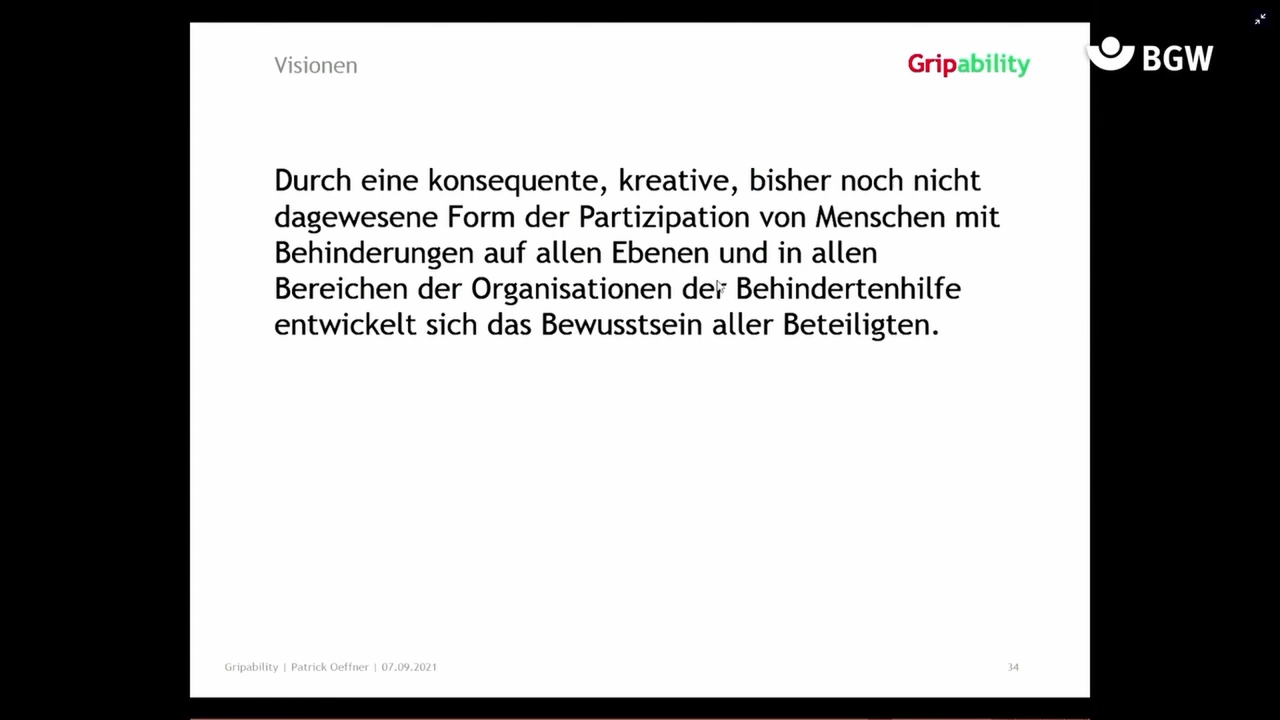 Visionen
Gripability
BGW
Durch eine konsequente, kreative, bisher noch nicht
dagewesene Form der Partizipation von Menschen mit
Behinderungen auf allen Ebenen und in allen
Bereichen der Organisationen der Behindertenhilfe
entwickelt sich das Bewusstsein aller Beteiligten.
Gripability | Patrick Oeffner | 07.09.2021
34